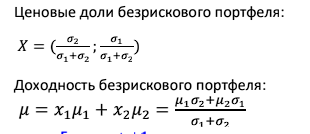 Ценовые доли безрискового портфеля:
X = (σ₂/(σ₁+σ₂) ; σ₁/(σ₁+σ₂))
Доходность безрискового портфеля:
μ = x₁μ₁ + x₂μ₂ = (μ₁σ₂+μ₂σ₁)/(σ₁+σ₂)